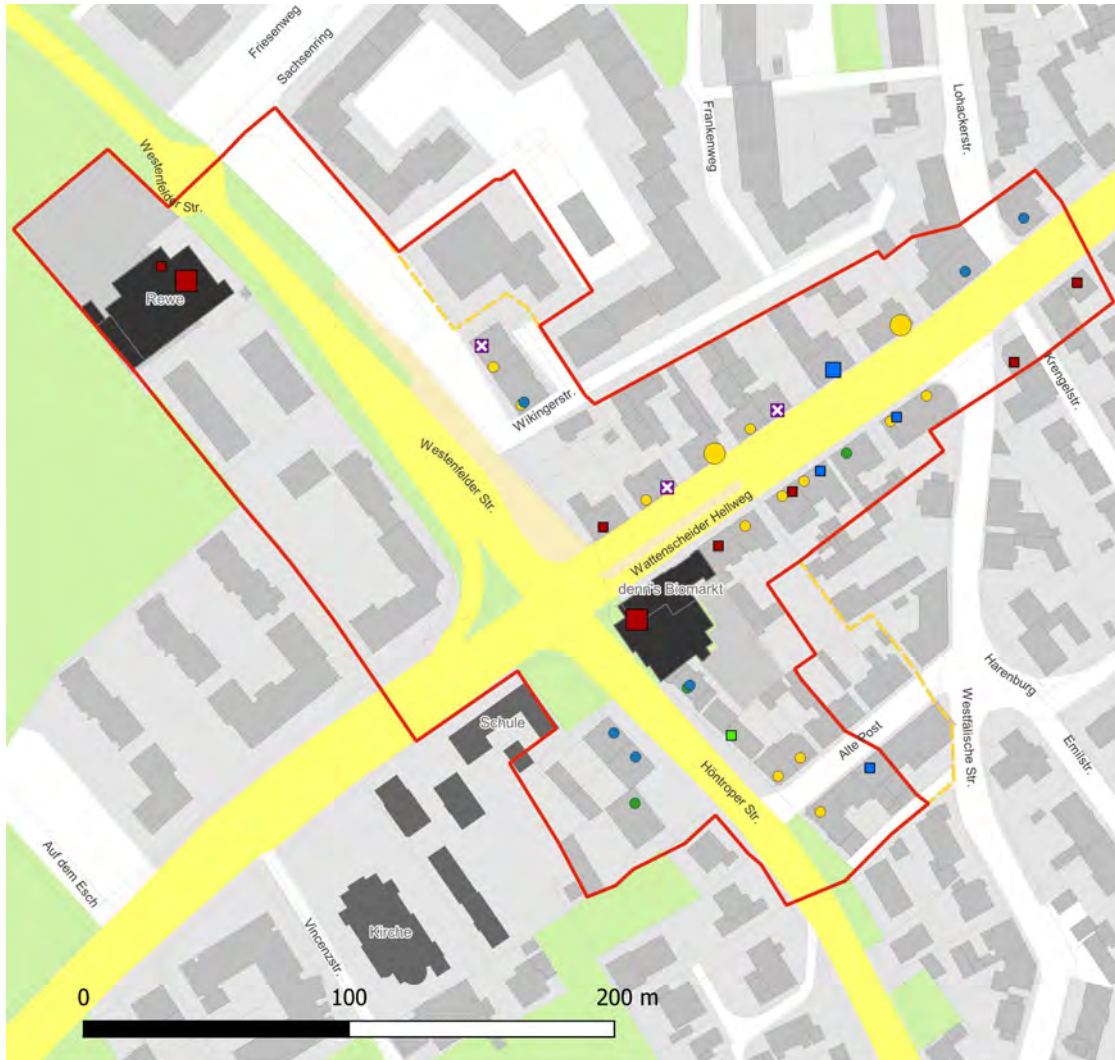 Friesenweg
Sachsenring
Frankenweg
Lohackerstr.
Westenfelder Str.
Rewe
Krengelstr.
Wikingerstr.
Westenfelder Str.
Wattenscheider Hellweg
denn's Biomarkt
Schule
Harenburg
Westfälische Str.
Emilstr.
Alte Post
Höntroper Str.
Auf dem Esch
Vincenzstr.
Kirche
0 100 200 m